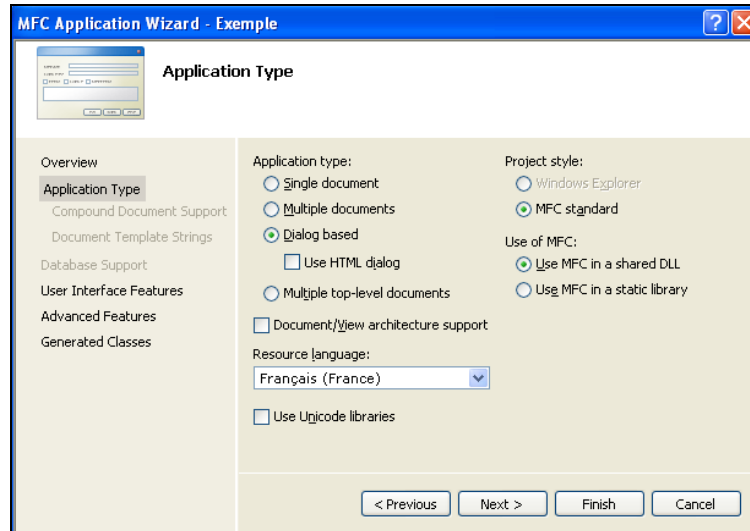 MFC Application Wizard - Exemple
Application Type
Overview
Application Type
Compound Document Support
Document Template Strings
Database Support
User Interface Features
Advanced Features
Generated Classes
Application type:
Single document
Multiple documents
Dialog based
Use HTML dialog
Multiple top-level documents
Document/View architecture support
Resource language:
Français (France)
Use Unicode libraries
Project style:
Windows Explorer
MFC standard
Use of MFC:
Use MFC in a shared DLL
Use MFC in a static library
< Previous
Next >
Finish
Cancel